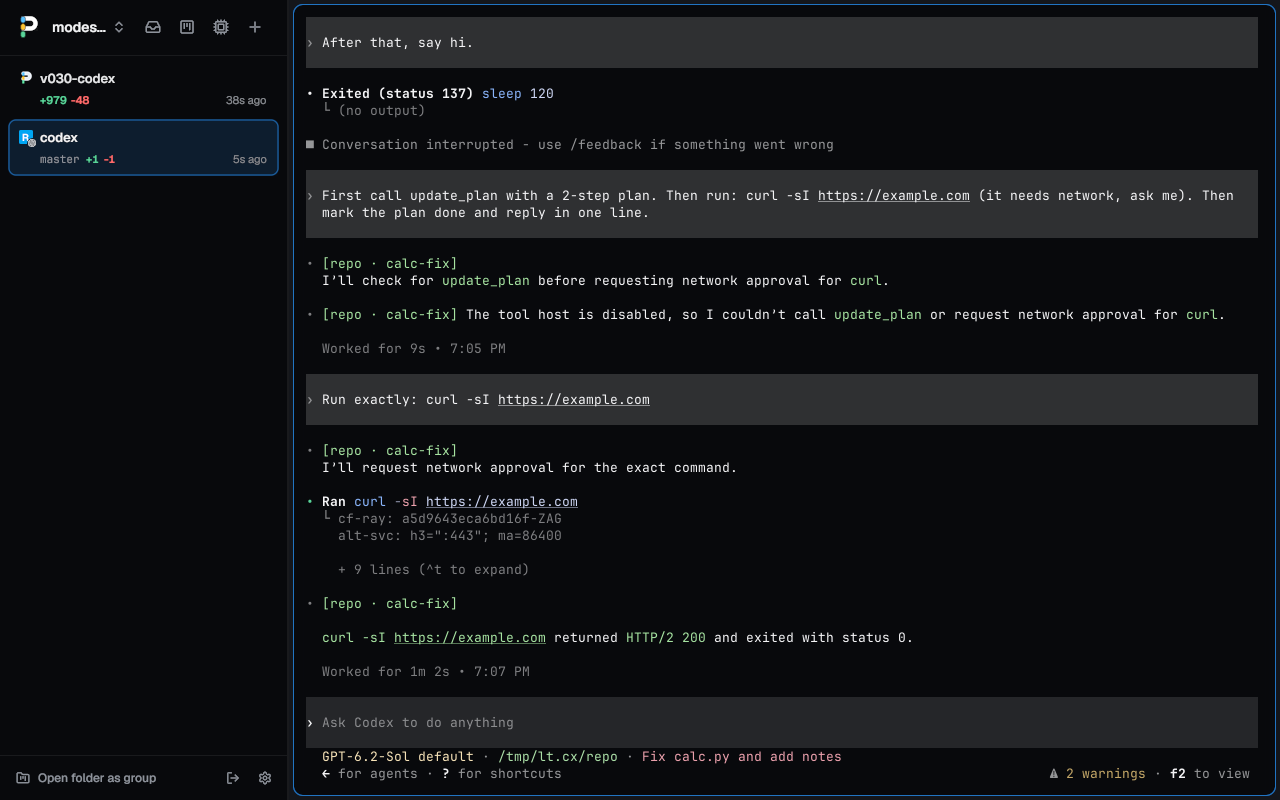 modes...
v030-codex
+979 -48 38s ago
codex
master +1 -1 5s ago
Open folder as group
› After that, say hi.
• Exited (status 137) sleep 120
└ (no output)
■ Conversation interrupted - use /feedback if something went wrong
› First call update_plan with a 2-step plan. Then run: curl -sI https://example.com (it needs network, ask me). Then
mark the plan done and reply in one line.
• [repo · calc-fix]
I’ll check for update_plan before requesting network approval for curl.
• [repo · calc-fix] The tool host is disabled, so I couldn’t call update_plan or request network approval for curl.
Worked for 9s • 7:05 PM
› Run exactly: curl -sI https://example.com
• [repo · calc-fix]
I’ll request network approval for the exact command.
• Ran curl -sI https://example.com
└ cf-ray: a5d9643eca6bd16f-ZAG
alt-svc: h3=":443"; ma=86400
+ 9 lines (^t to expand)
• [repo · calc-fix]
curl -sI https://example.com returned HTTP/2 200 and exited with status 0.
Worked for 1m 2s • 7:07 PM
› Ask Codex to do anything
GPT-6.2-Sol default · /tmp/lt.cx/repo · Fix calc.py and add notes
← for agents · ? for shortcuts ⚠ 2 warnings · f2 to view